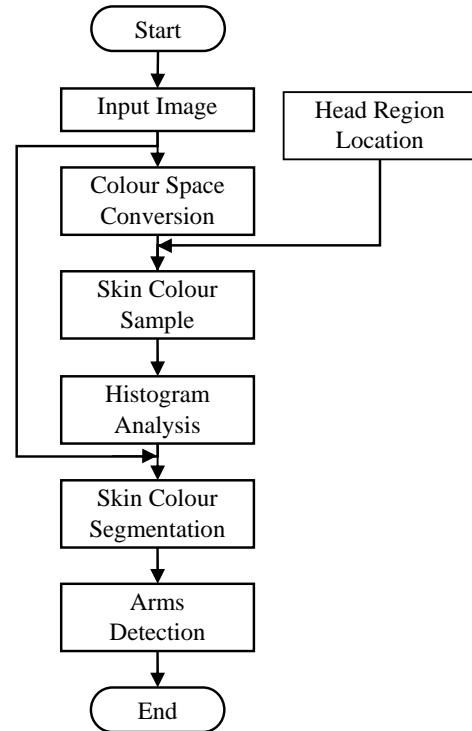 Start
Input Image
Head Region
Location
Colour Space
Conversion
Skin Colour
Sample
Histogram
Analysis
Skin Colour
Segmentation
Arms
Detection
End